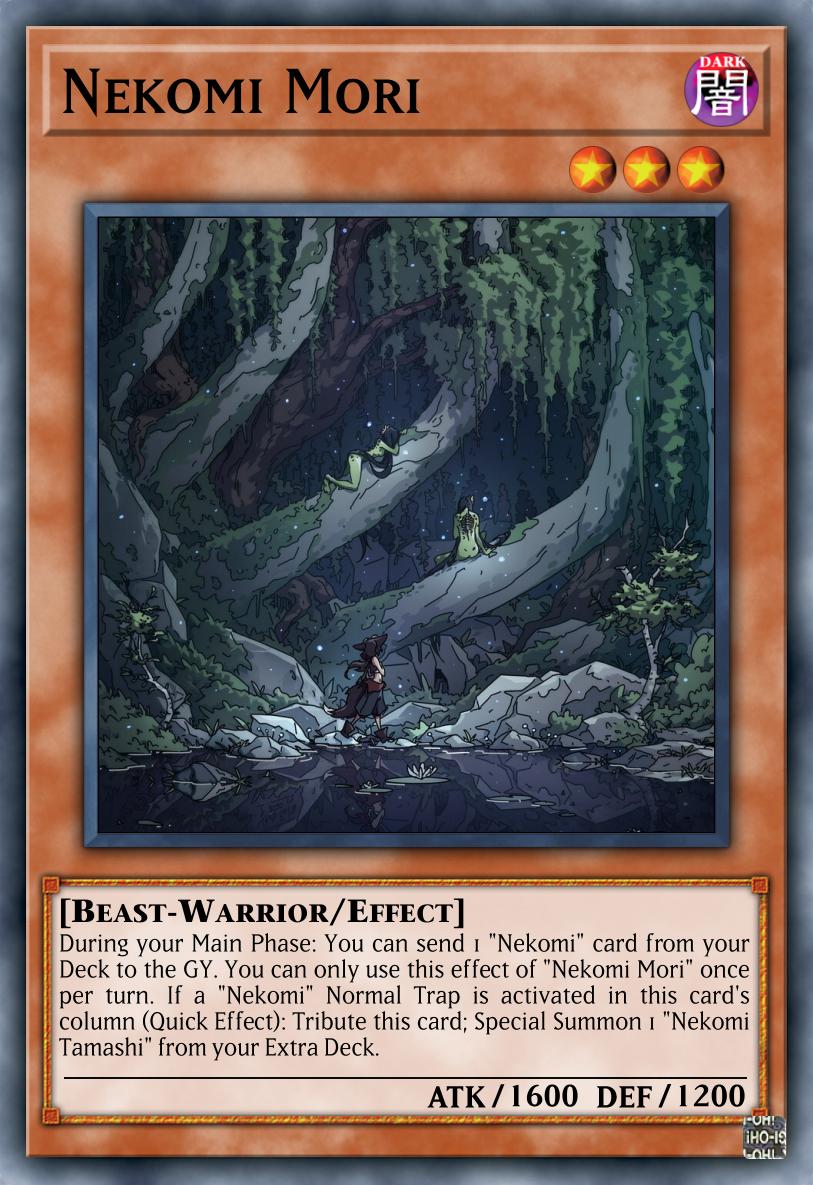 Nekomi Mori
DARK
闇
[Beast-Warrior/Effect]
During your Main Phase: You can send 1 "Nekomi" card from your
Deck to the GY. You can only use this effect of "Nekomi Mori" once
per turn. If a "Nekomi" Normal Trap is activated in this card's
column (Quick Effect): Tribute this card; Special Summon 1 "Nekomi
Tamashi" from your Extra Deck.
ATK/1600 DEF/1200